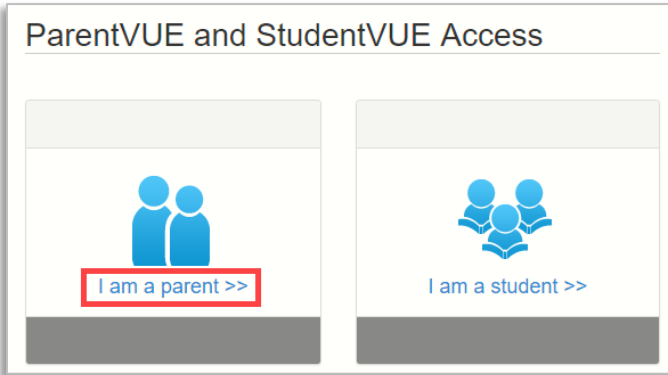 ParentVUE and StudentVUE Access
I am a parent >>
I am a student >>